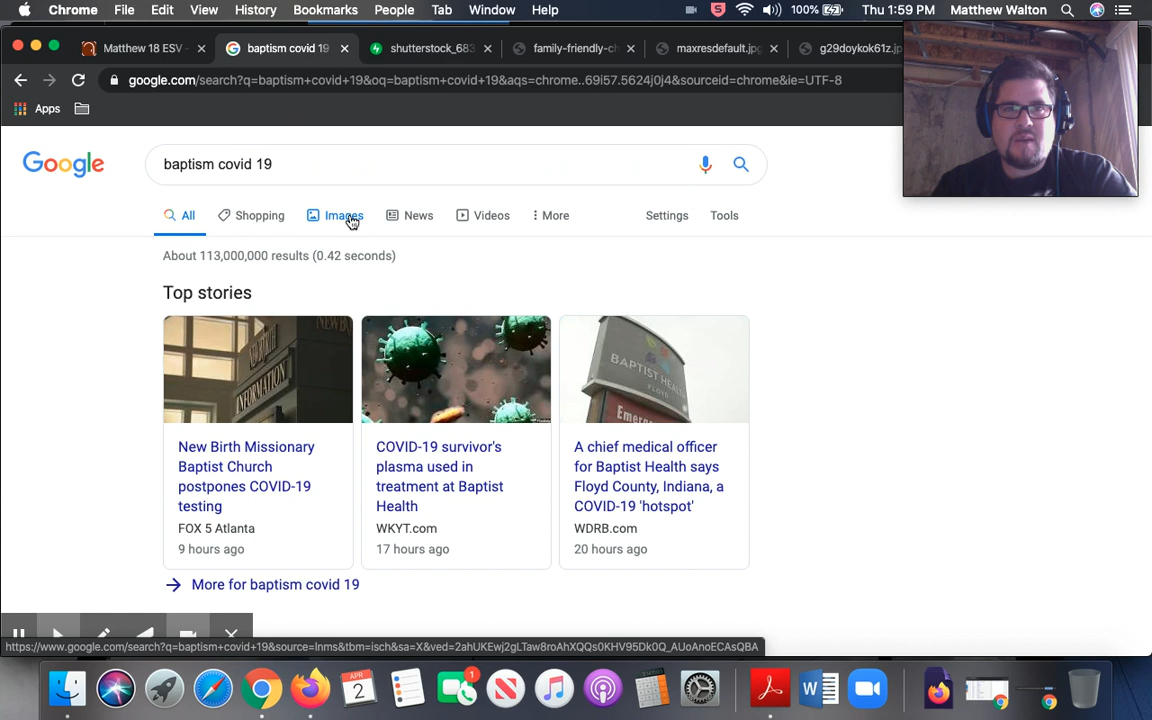 Chrome File Edit View History Bookmarks People Tab Window Help 100% Thu 1:59 PM Matthew Walton
Matthew 18 ESV - baptism covid 19 shutterstock_683 family-friendly-ch maxresdefault.jpg g29doykok61z.jp
google.com/search?q=baptism+covid+19&oq=baptism+covid+19&aqs=chrome..69i57.5624j0j4&sourceid=chrome&ie=UTF-8
Apps
Google baptism covid 19
All Shopping Images News Videos More Settings Tools
About 113,000,000 results (0.42 seconds)
Top stories
INFORMATION
BAPTIST HEALTH
FLOYD
New Birth Missionary
Baptist Church
postpones COVID-19
testing
FOX 5 Atlanta
9 hours ago
COVID-19 survivor's
plasma used in
treatment at Baptist
Health
WKYT.com
17 hours ago
A chief medical officer
for Baptist Health says
Floyd County, Indiana, a
COVID-19 'hotspot'
WDRB.com
20 hours ago
More for baptism covid 19
https://www.google.com/search?q=baptism+covid+19&source=lnms&tbm=isch&sa=X&ved=2ahUKEwj2gLTaw8roAhXQQs0KHV95Dk0Q_AUoAnoECAsQBA
APR
2
1